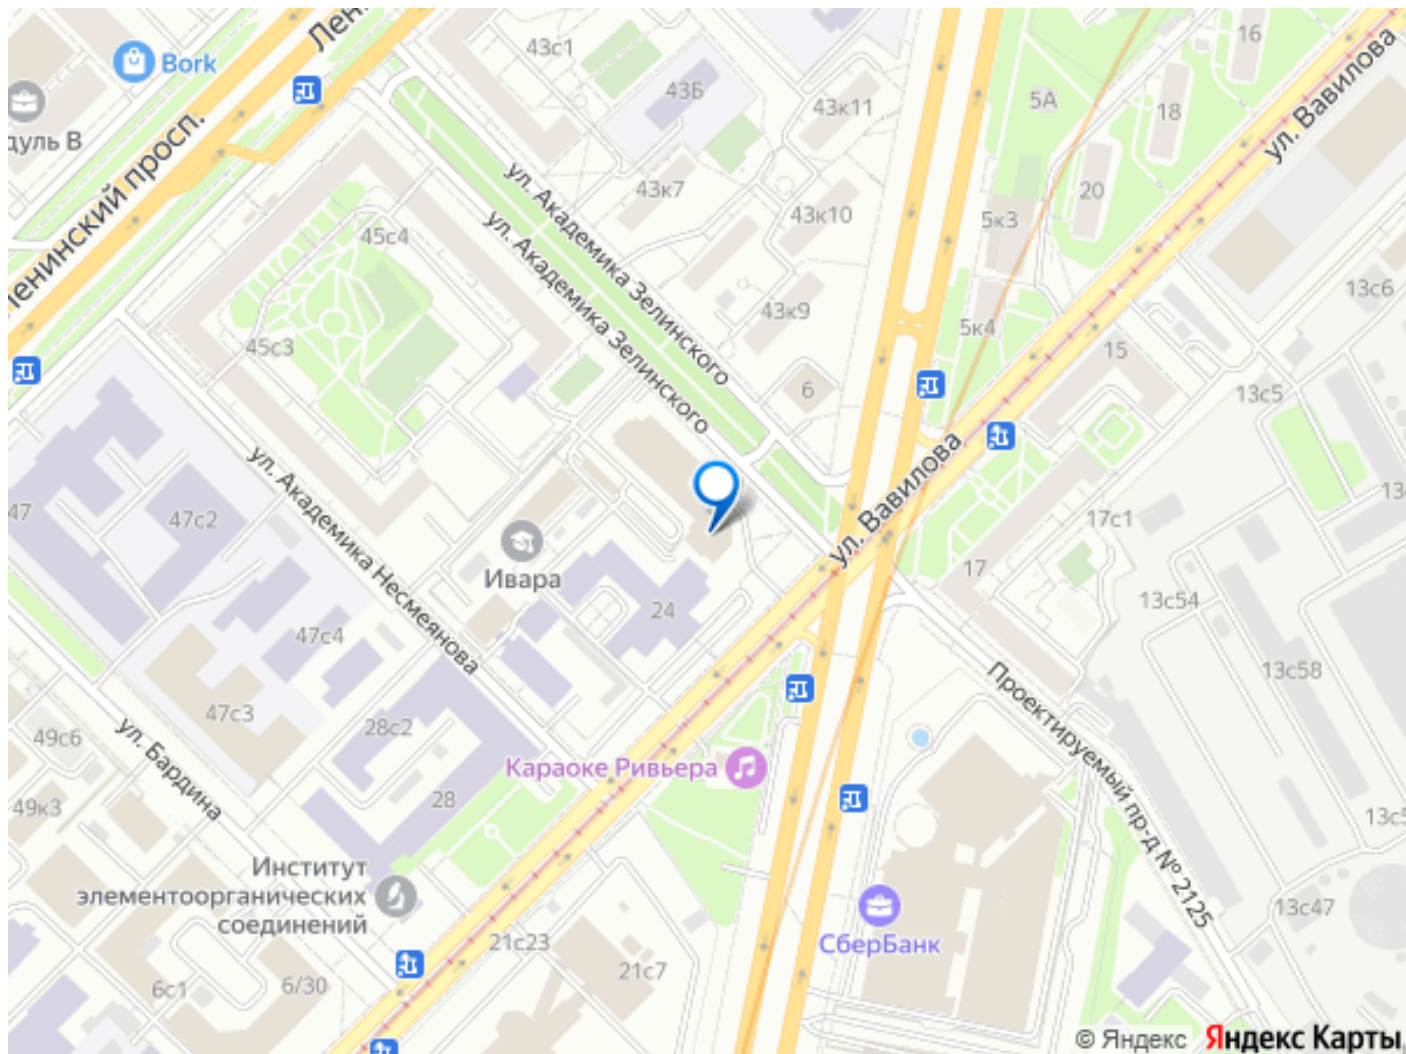 Лен
43с1
16
Bork
43Б
5А
18
ул. Вавилова
43к11
дуль В
Ленинский просп.
ул. Академика Зелинского
43к7
20
43к10
5к3
45с4
ул. Академика Зелинского
13с6
43к9
5к4
45с3
15
6
13с5
ул. Академика Несмеянова
ул. Вавилова
13
47
47с2
17с1
Ивара
17
24
13с54
47с4
13с58
Проектируемый пр-д № 2125
47с3
49с6
28с2
ул. Бардина
Караоке Ривьера
28
49к3
13с5
Институт
элементоорганических
соединений
13с47
СберБанк
21с23
21с7
6с1
6/30
© Яндекс Яндекс Карты